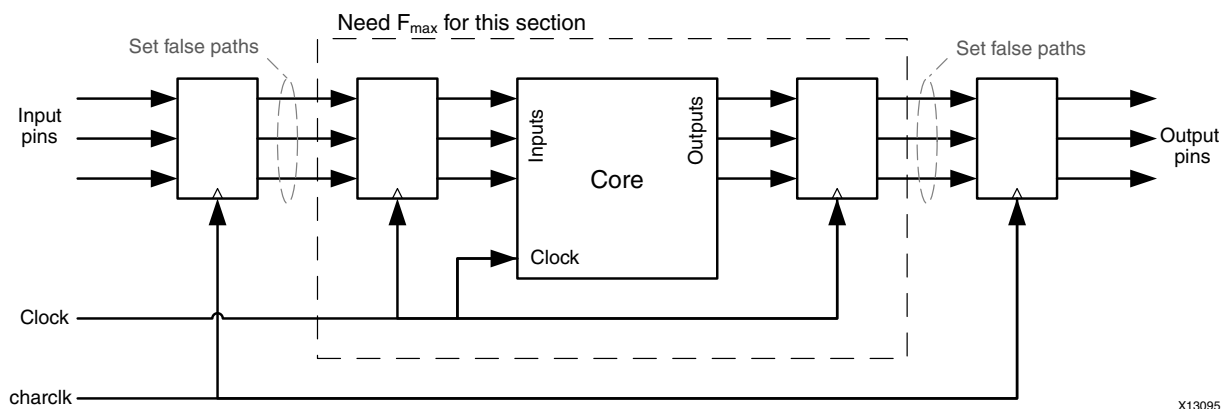 Need Fmax for this section
Set false paths
Set false paths
Input
pins
Inputs
Outputs
Core
Clock
Output
pins
Clock
charclk
X13095